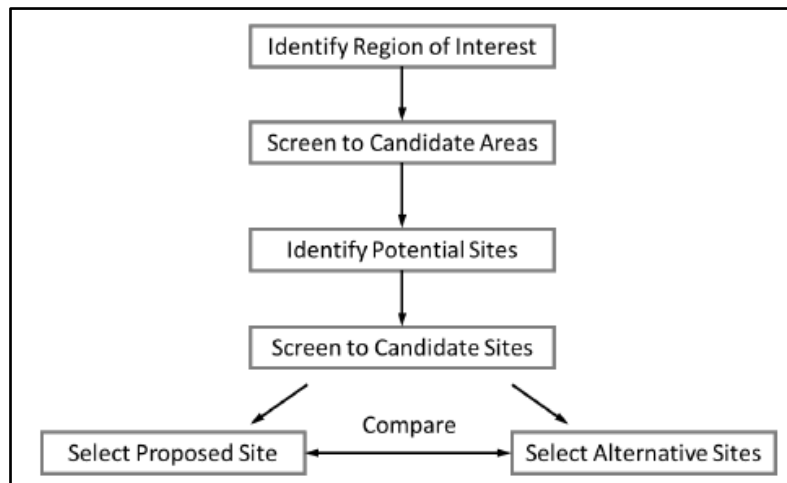 Identify Region of Interest
Screen to Candidate Areas
Identify Potential Sites
Screen to Candidate Sites
Compare
Select Proposed Site
Select Alternative Sites